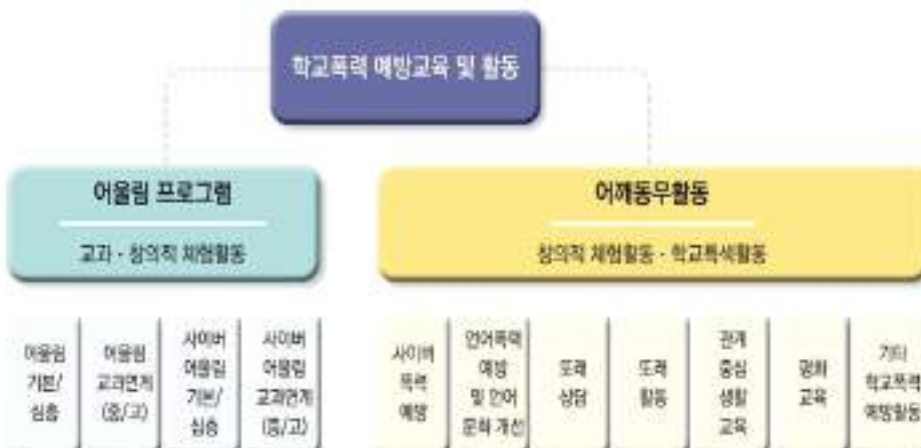 학교폭력 예방교육 및 활동
어울림 프로그램
교과 - 창의적 체험활동
어깨동무활동
창의적 체험활동 - 학교특색활동
어울림
기본/
심층
어울림
교과연계
(중/고)
사이버
어울림
기본/
심층
사이버
어울림
교과연계
(중/고)
사이버
폭력
예방
언어폭력
예방
및 언어
문화 개선
또래
상담
또래
활동
관계
중심
생활
교육
평화
교육
기타
학교폭력
예방활동